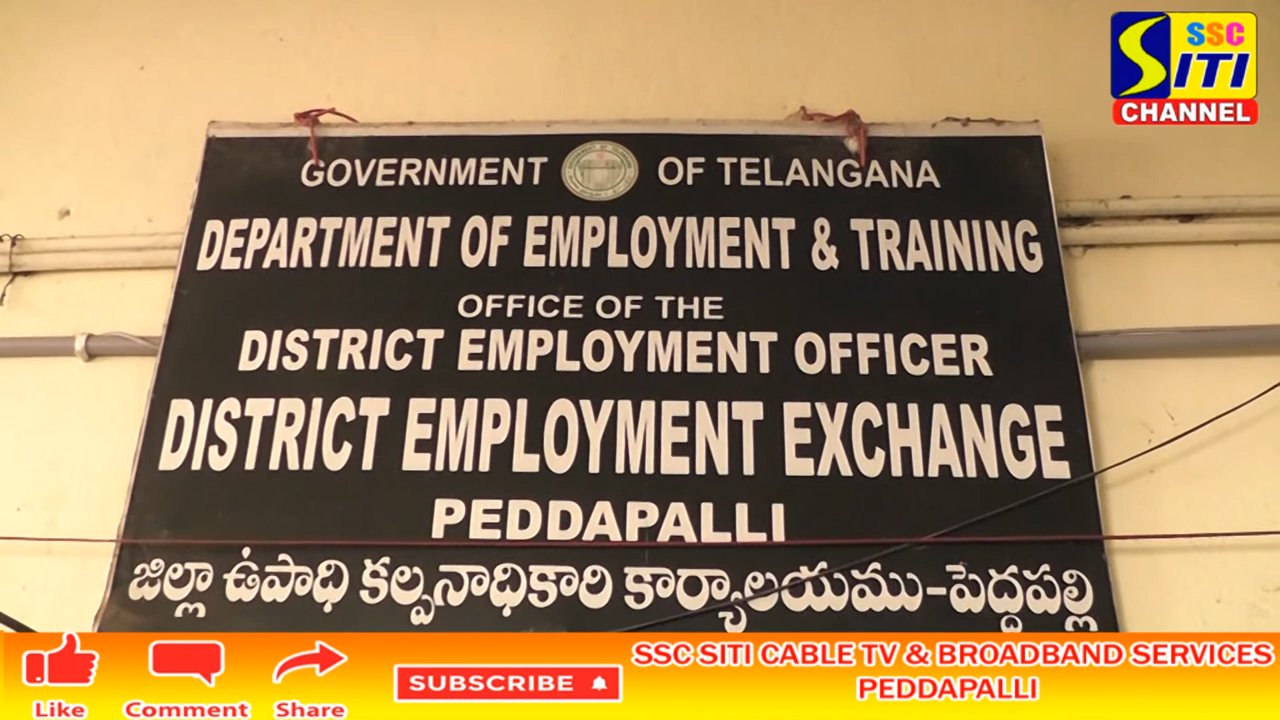 SSC
SITI
CHANNEL
GOVERNMENT OF TELANGANA
DEPARTMENT OF EMPLOYMENT & TRAINING
OFFICE OF THE
DISTRICT EMPLOYMENT OFFICER
DISTRICT EMPLOYMENT EXCHANGE
PEDDAPALLI
జిల్లా ఉపాధి కల్పనాధికారి కార్యాలయము-పెద్దపల్లి
Like
Comment
Share
SUBSCRIBE
SSC SITI CABLE TV & BROADBAND SERVICES
PEDDAPALLI